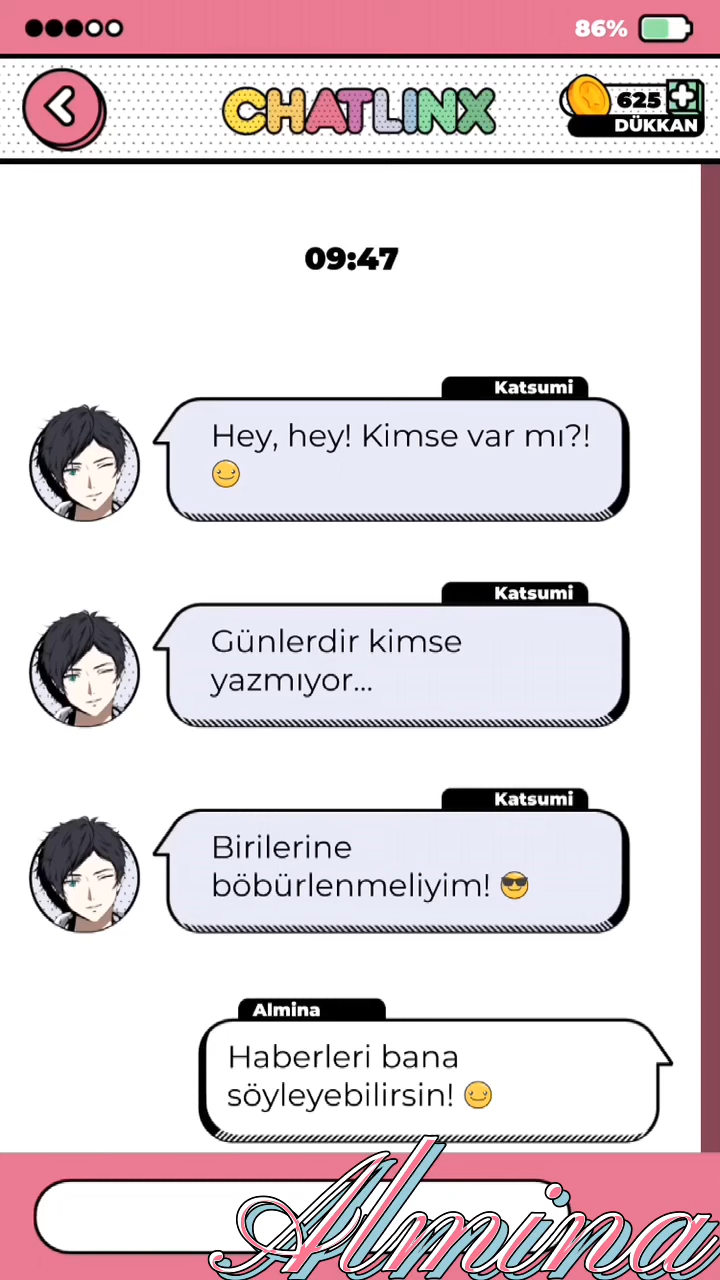 86%
CHATLINX
625
DÜKKAN
09:47
Katsumi
Hey, hey! Kimse var mı?!
Katsumi
Günlerdir kimse
yazmıyor...
Katsumi
Birilerine
böbürlenmeliyim! 😎
Almina
Haberleri bana
söyleyebilirsin!
Almina